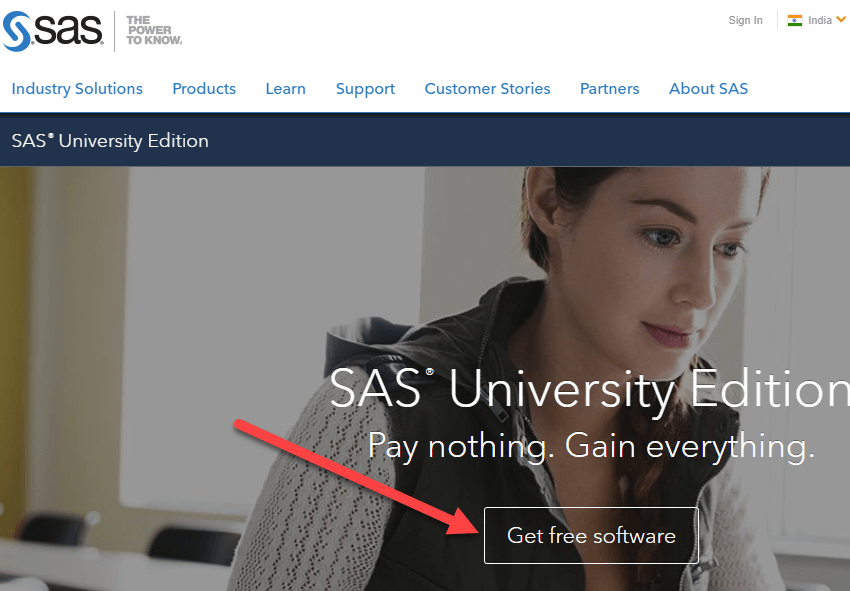 sas
THE
POWER
TO KNOW.
Sign In
India
Industry Solutions
Products
Learn
Support
Customer Stories
Partners
About SAS
SAS® University Edition
SAS® University Edition
Pay nothing. Gain everything.
Get free software